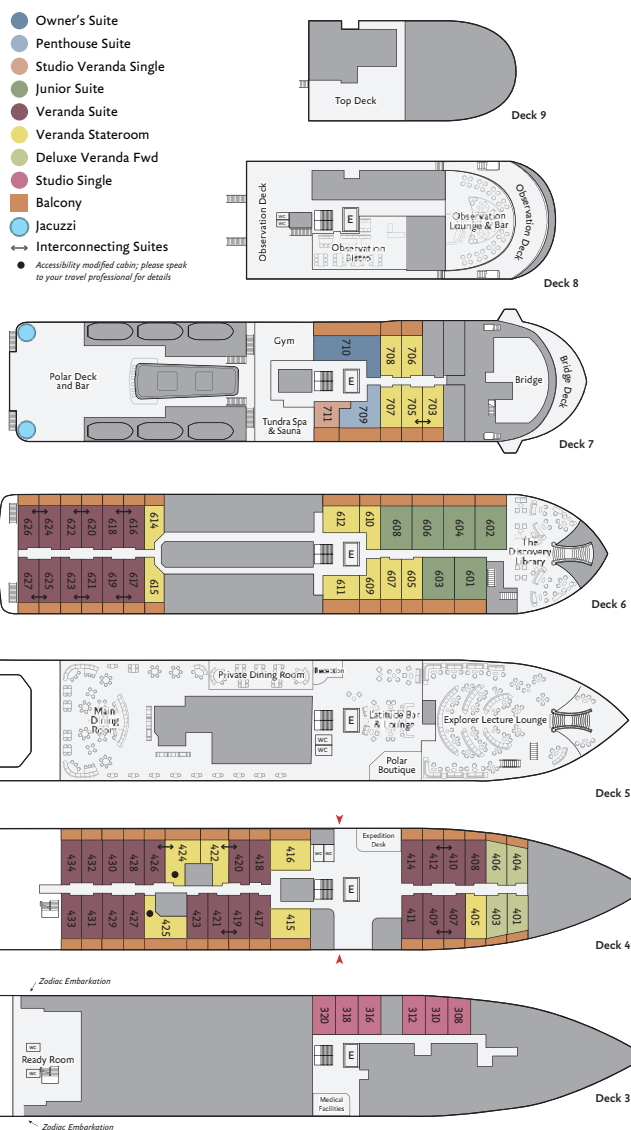 Owner's Suite
Penthouse Suite
Studio Veranda Single
Junior Suite
Veranda Suite
Veranda Stateroom
Deluxe Veranda Fwd
Studio Single
Balcony
Jacuzzi
Interconnecting Suites
Accessibility modified cabin; please speak
to your travel professional for details
Top Deck
Deck 9
Observation Deck
WC
WC
E
Observation
Bistro
Observation
Lounge & Bar
Observation Deck
Deck 8
Polar Deck
and Bar
Gym
Tundra Spa
& Sauna
710
708
706
E
711
709
707
705
703
Bridge
Bridge Deck
Deck 7
626
624
622
620
618
616
614
612
610
608
606
604
602
E
The
Discovery
Library
627
625
623
621
619
617
615
611
609
607
605
603
601
Deck 6
Main
Dining
Room
Private Dining Room
Reception
E
WC
WC
Latitude Bar
& Lounge
Polar
Boutique
Explorer Lecture Lounge
Deck 5
434
432
430
428
426
424
422
420
418
416
WC
WC
Expedition
Desk
414
412
410
408
406
404
E
433
431
429
427
425
423
421
419
417
415
411
409
407
405
403
401
Deck 4
Zodiac Embarkation
320
318
316
312
310
308
WC
Ready Room
WC
E
Medical
Facilities
Deck 3
Zodiac Embarkation